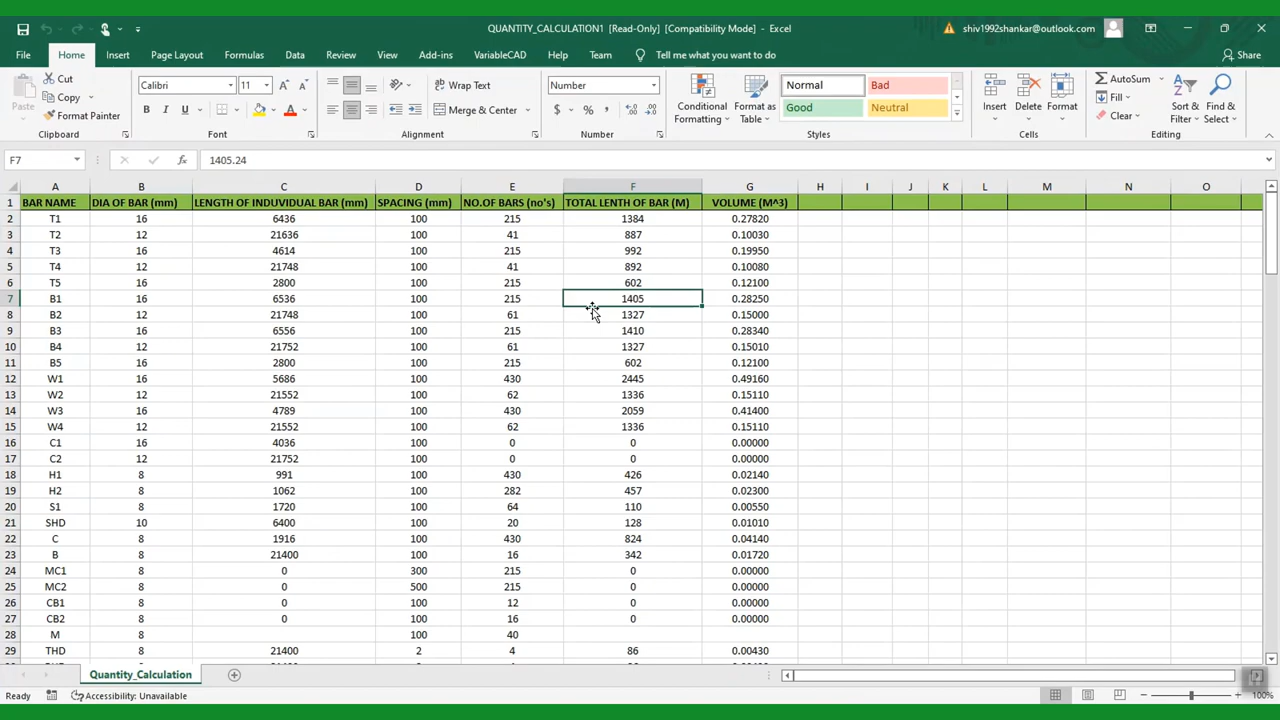 QUANTITY_CALCULATION1 [Read-Only] [Compatibility Mode] - Excel
shiv1992shankar@outlook.com
File Home Insert Page Layout Formulas Data Review View Add-ins VariableCAD Help Team Tell me what you want to do Share
Paste Cut Copy Format Painter Clipboard
Calibri 11 B I U A A A Font
Wrap Text Merge & Center Alignment
Number $ % , Number
Conditional Formatting Format as Table Normal Bad Good Neutral Styles
Insert Delete Format Cells
AutoSum Fill Clear Sort & Filter Find & Select Editing
F7 fx 1405.24
A B C D E F G H I J K L M N O
1 BAR NAME DIA OF BAR (mm) LENGTH OF INDUVIDUAL BAR (mm) SPACING (mm) NO.OF BARS (no's) TOTAL LENTH OF BAR (M) VOLUME (M^3)
2 T1 16 6436 100 215 1384 0.27820
3 T2 12 21636 100 41 887 0.10030
4 T3 16 4614 100 215 992 0.19950
5 T4 12 21748 100 41 892 0.10080
6 T5 16 2800 100 215 602 0.12100
7 B1 16 6536 100 215 1405 0.28250
8 B2 12 21748 100 61 1327 0.15000
9 B3 16 6556 100 215 1410 0.28340
10 B4 12 21752 100 61 1327 0.15010
11 B5 16 2800 100 215 602 0.12100
12 W1 16 5686 100 430 2445 0.49160
13 W2 12 21552 100 62 1336 0.15110
14 W3 16 4789 100 430 2059 0.41400
15 W4 12 21552 100 62 1336 0.15110
16 C1 16 4036 100 0 0 0.00000
17 C2 12 21752 100 0 0 0.00000
18 H1 8 991 100 430 426 0.02140
19 H2 8 1062 100 282 457 0.02300
20 S1 8 1720 100 64 110 0.00550
21 SHD 10 6400 100 20 128 0.01010
22 C 8 1916 100 430 824 0.04140
23 B 8 21400 100 16 342 0.01720
24 MC1 8 0 300 215 0 0.00000
25 MC2 8 0 500 215 0 0.00000
26 CB1 8 0 100 12 0 0.00000
27 CB2 8 0 100 16 0 0.00000
28 M 8 100 40
29 THD 8 21400 2 4 86 0.00430
Quantity_Calculation
Ready Accessibility: Unavailable 100%